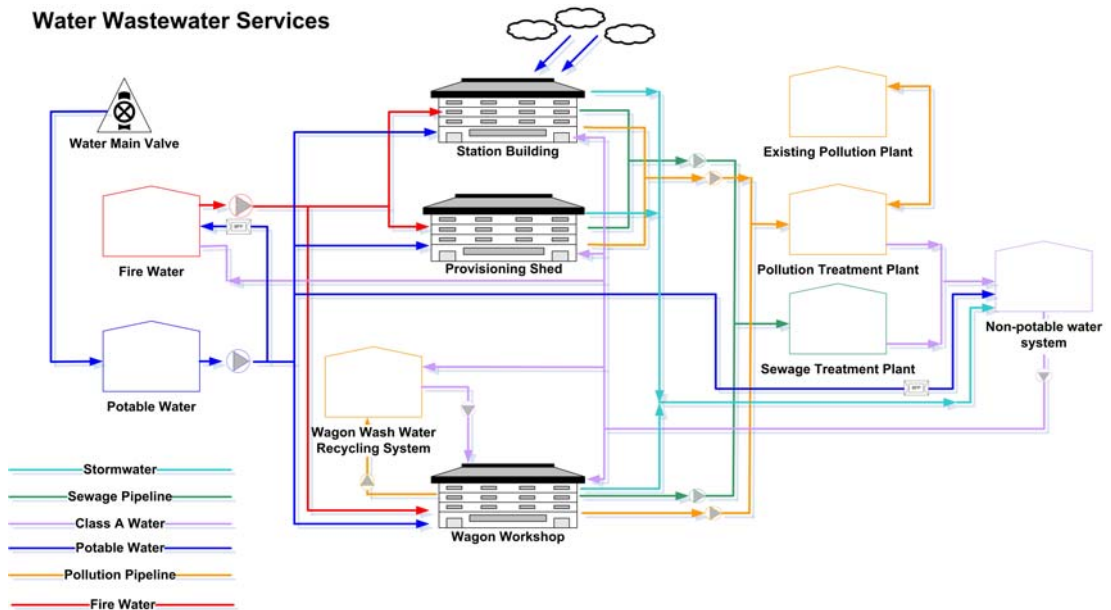 Water Wastewater Services
Water Main Valve
Station Building
Existing Pollution Plant
Fire Water
Provisioning Shed
Pollution Treatment Plant
Non-potable water
system
Potable Water
Sewage Treatment Plant
Wagon Wash Water
Recycling System
Wagon Workshop
Stormwater
Sewage Pipeline
Class A Water
Potable Water
Pollution Pipeline
Fire Water